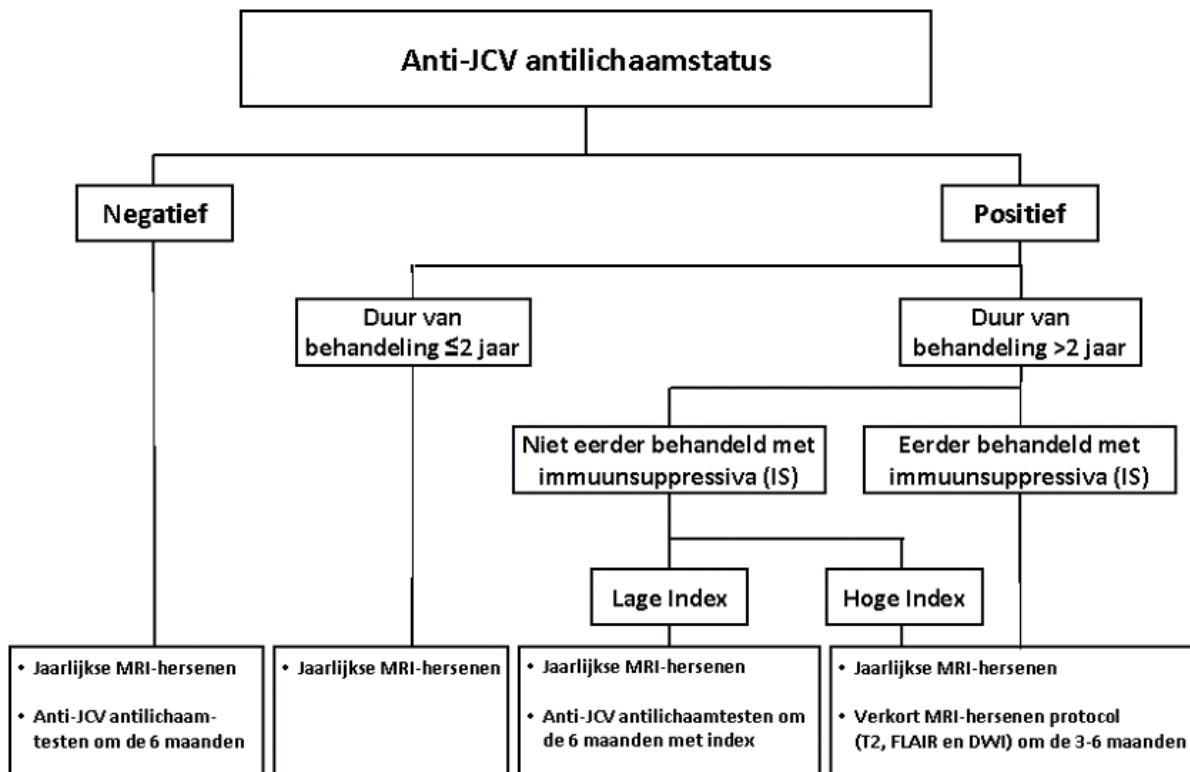 Anti-JCV antilichaamstatus
Negatief
Positief
Duur van
behandeling ≤2 jaar
Duur van
behandeling >2 jaar
Niet eerder behandeld met
immuunsuppressiva (IS)
Eerder behandeld met
immuunsuppressiva (IS)
Lage Index
Hoge Index
• Jaarlijkse MRI-hersenen
• Anti-JCV antilichaam-
testen om de 6 maanden
• Jaarlijkse MRI-hersenen
• Jaarlijkse MRI-hersenen
• Anti-JCV antilichaamtesten om
de 6 maanden met index
• Jaarlijkse MRI-hersenen
• Verkort MRI-hersenen protocol
(T2, FLAIR en DWI) om de 3-6 maanden